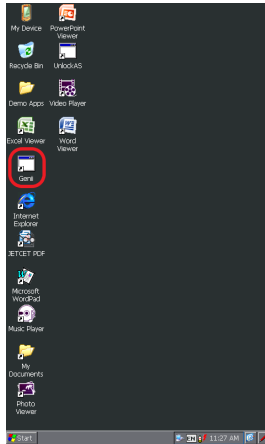 My Device
PowerPoint
Viewer
Recycle Bin
UnlockAS
Demo Apps
Video Player
Excel Viewer
Word
Viewer
Genii
Internet
Explorer
JETCET PDF
Microsoft
WordPad
Music Player
My
Documents
Photo
Viewer
Start
EN
11:27 AM